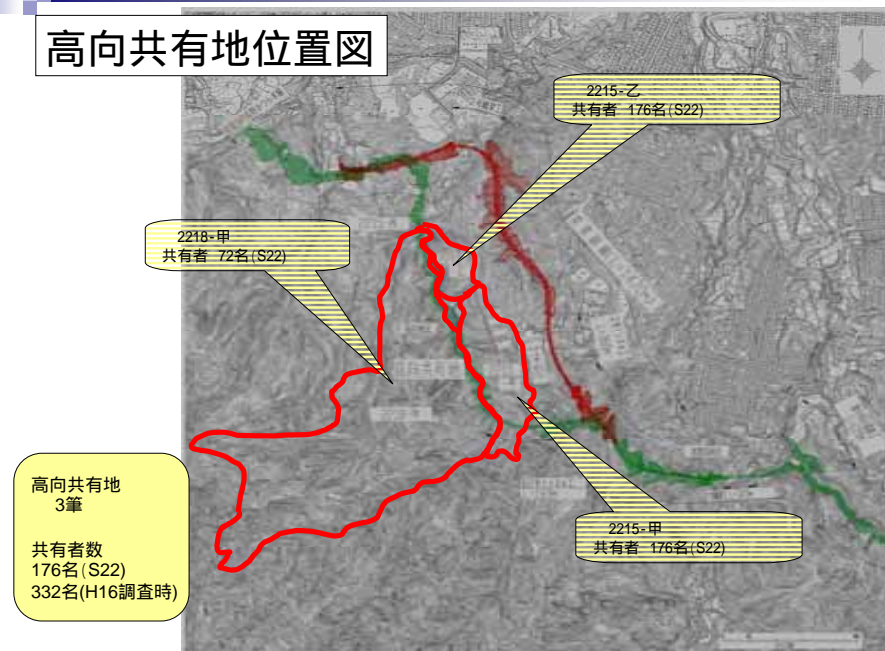 高向共有地位置図
2215-乙
共有者 176名(S22)
2218-甲
共有者 72名(S22)
高向共有地
3筆
共有者数
176名(S22)
332名(H16調査時)
2215-甲
共有者 176名(S22)